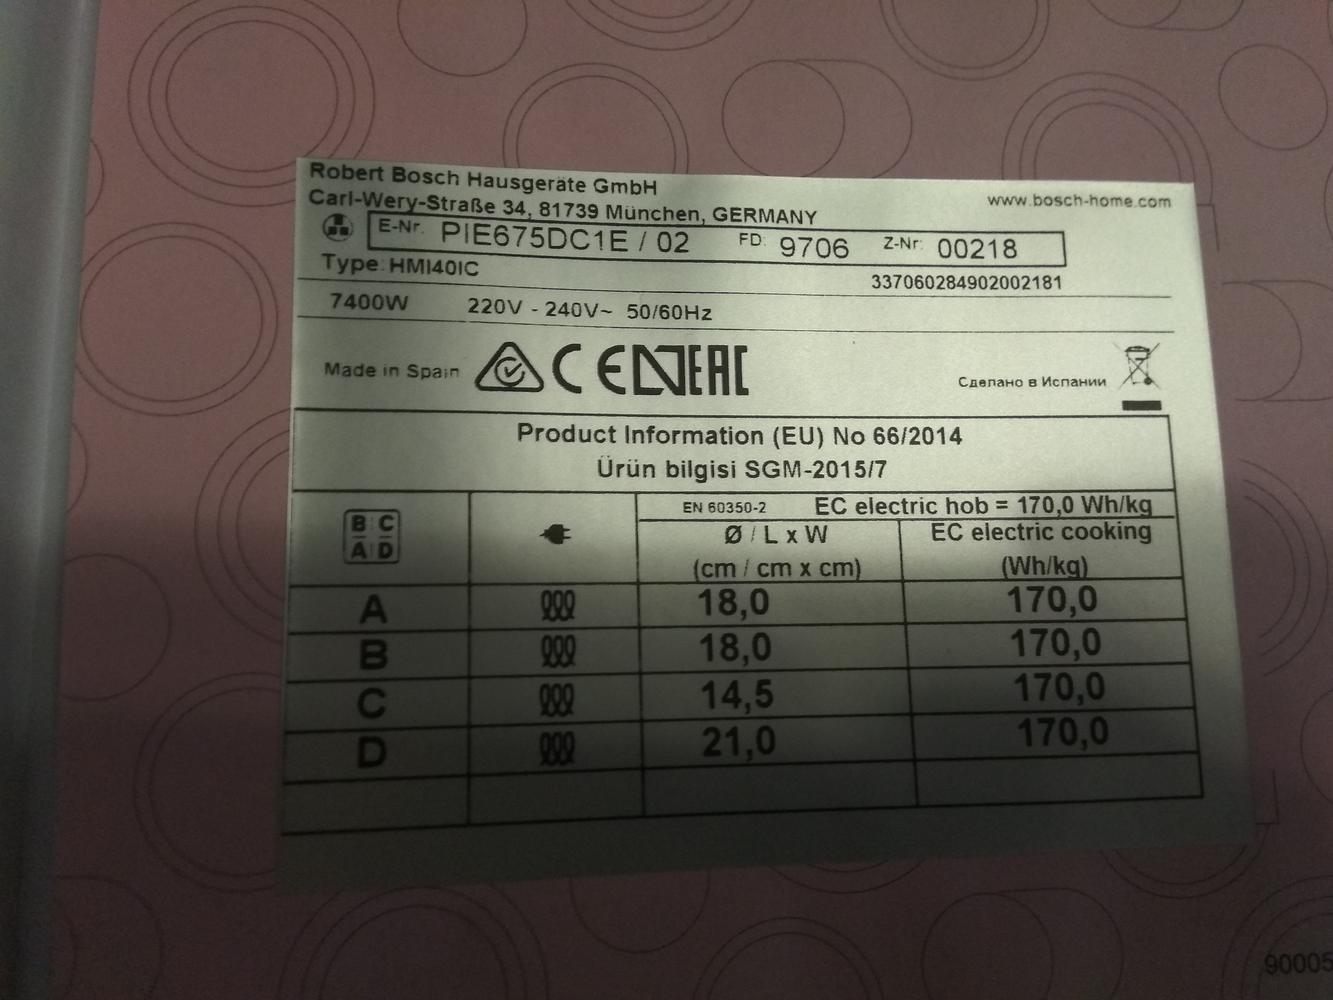 Robert Bosch Hausgeräte GmbH
Carl-Wery-Straße 34, 81739 München, GERMANY
www.bosch-home.com
E-Nr. PIE675DC1E / 02 FD: 9706 Z-Nr: 00218
Type: HMI40IC
337060284902002181
7400W 220V - 240V~ 50/60Hz
Made in Spain
CE
EAC
Сделано в Испании
Product Information (EU) No 66/2014
Ürün bilgisi SGM-2015/7
EN 60350-2 EC electric hob = 170,0 Wh/kg
B C
A D
Ø / L x W
(cm / cm x cm)
EC electric cooking
(Wh/kg)
A 18,0 170,0
B 18,0 170,0
C 14,5 170,0
D 21,0 170,0
90005